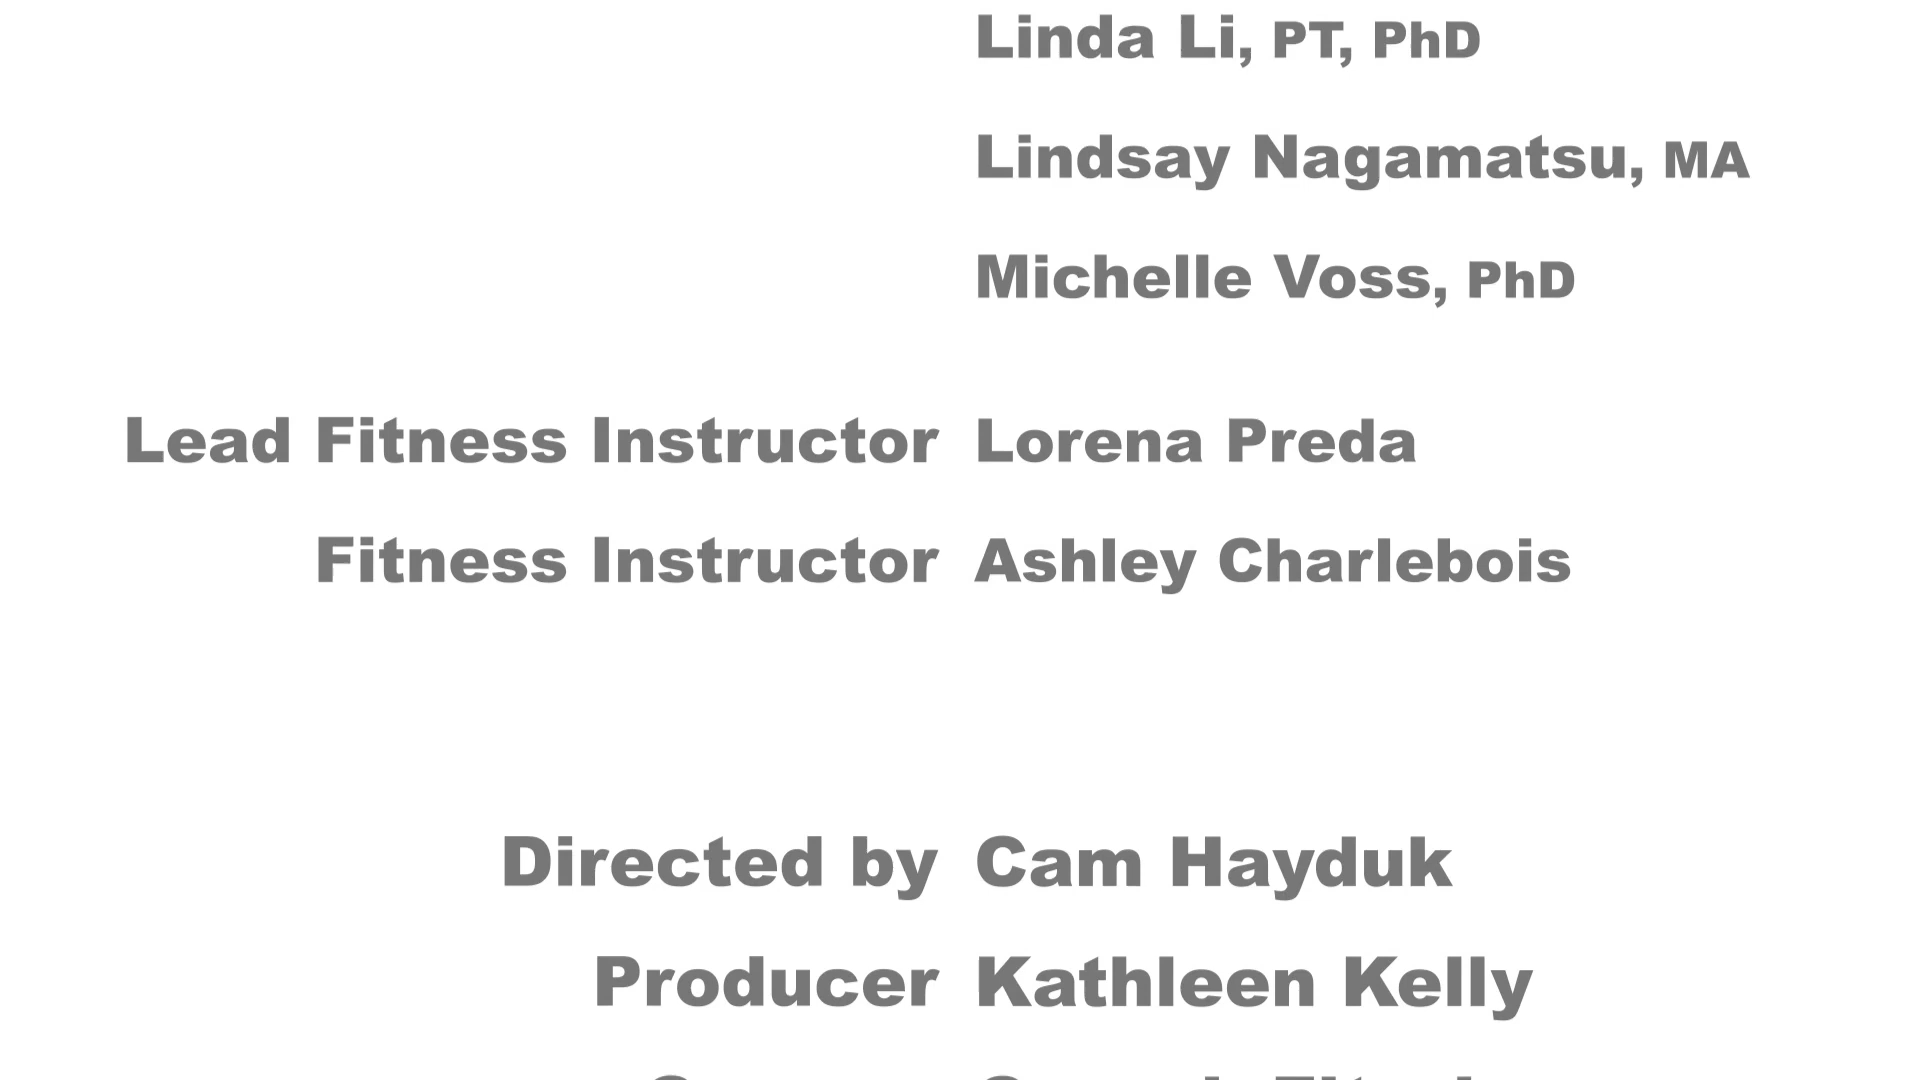 Linda Li, PT, PhD
Lindsay Nagamatsu, MA
Michelle Voss, PhD
Lead Fitness Instructor Lorena Preda
Fitness Instructor Ashley Charlebois
Directed by Cam Hayduk
Producer Kathleen Kelly